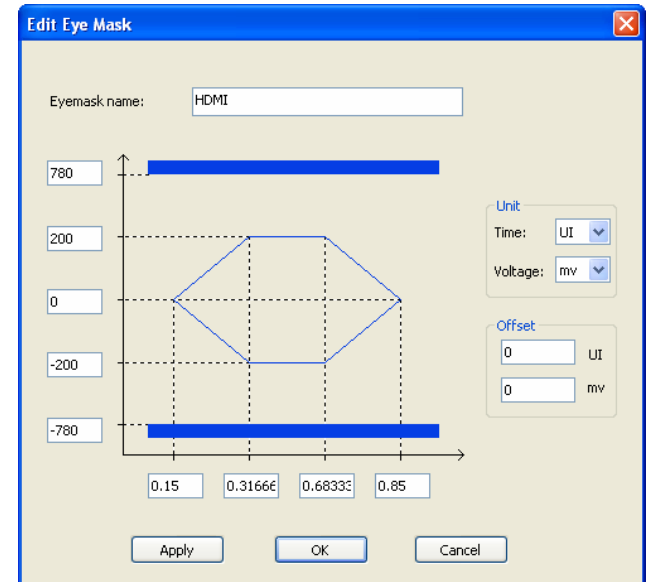 Edit Eye Mask
Eyemask name: HDMI
780
200
0
-200
-780
Unit
Time: UI
Voltage: mv
Offset
0 UI
0 mv
0.15 0.31666 0.68333 0.85
Apply OK Cancel